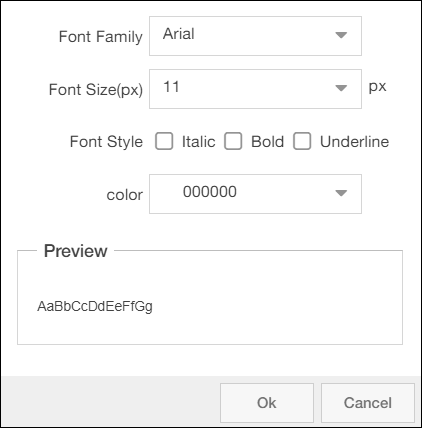 Font Family Arial
Font Size(px) 11 px
Font Style Italic Bold Underline
color 000000
Preview
AaBbCcDdEeFfGg
Ok Cancel